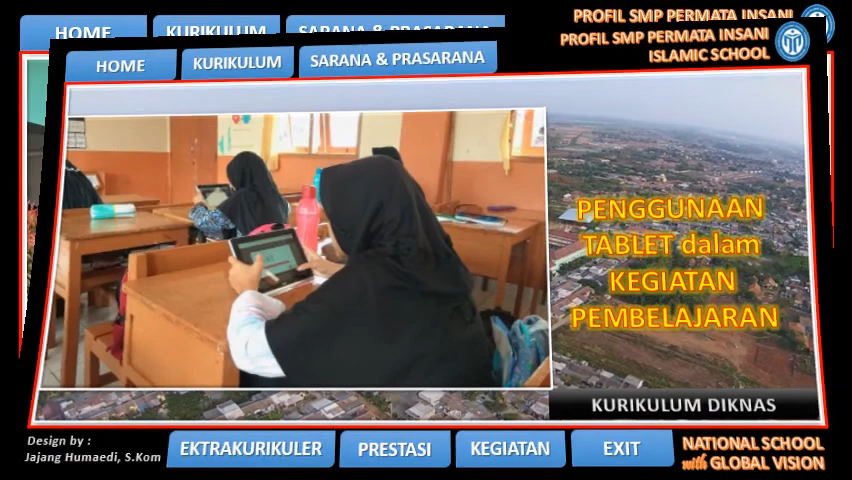 HOME
KURIKULUM
SARANA & PRASARANA
PROFIL SMP PERMATA INSANI
HOME
KURIKULUM
SARANA & PRASARANA
PROFIL SMP PERMATA INSANI
ISLAMIC SCHOOL
PENGGUNAAN
TABLET dalam
KEGIATAN
PEMBELAJARAN
KURIKULUM DIKNAS
Design by :
Jajang Humaedi, S.Kom
EKTRAKURIKULER
PRESTASI
KEGIATAN
EXIT
NATIONAL SCHOOL
with GLOBAL VISION